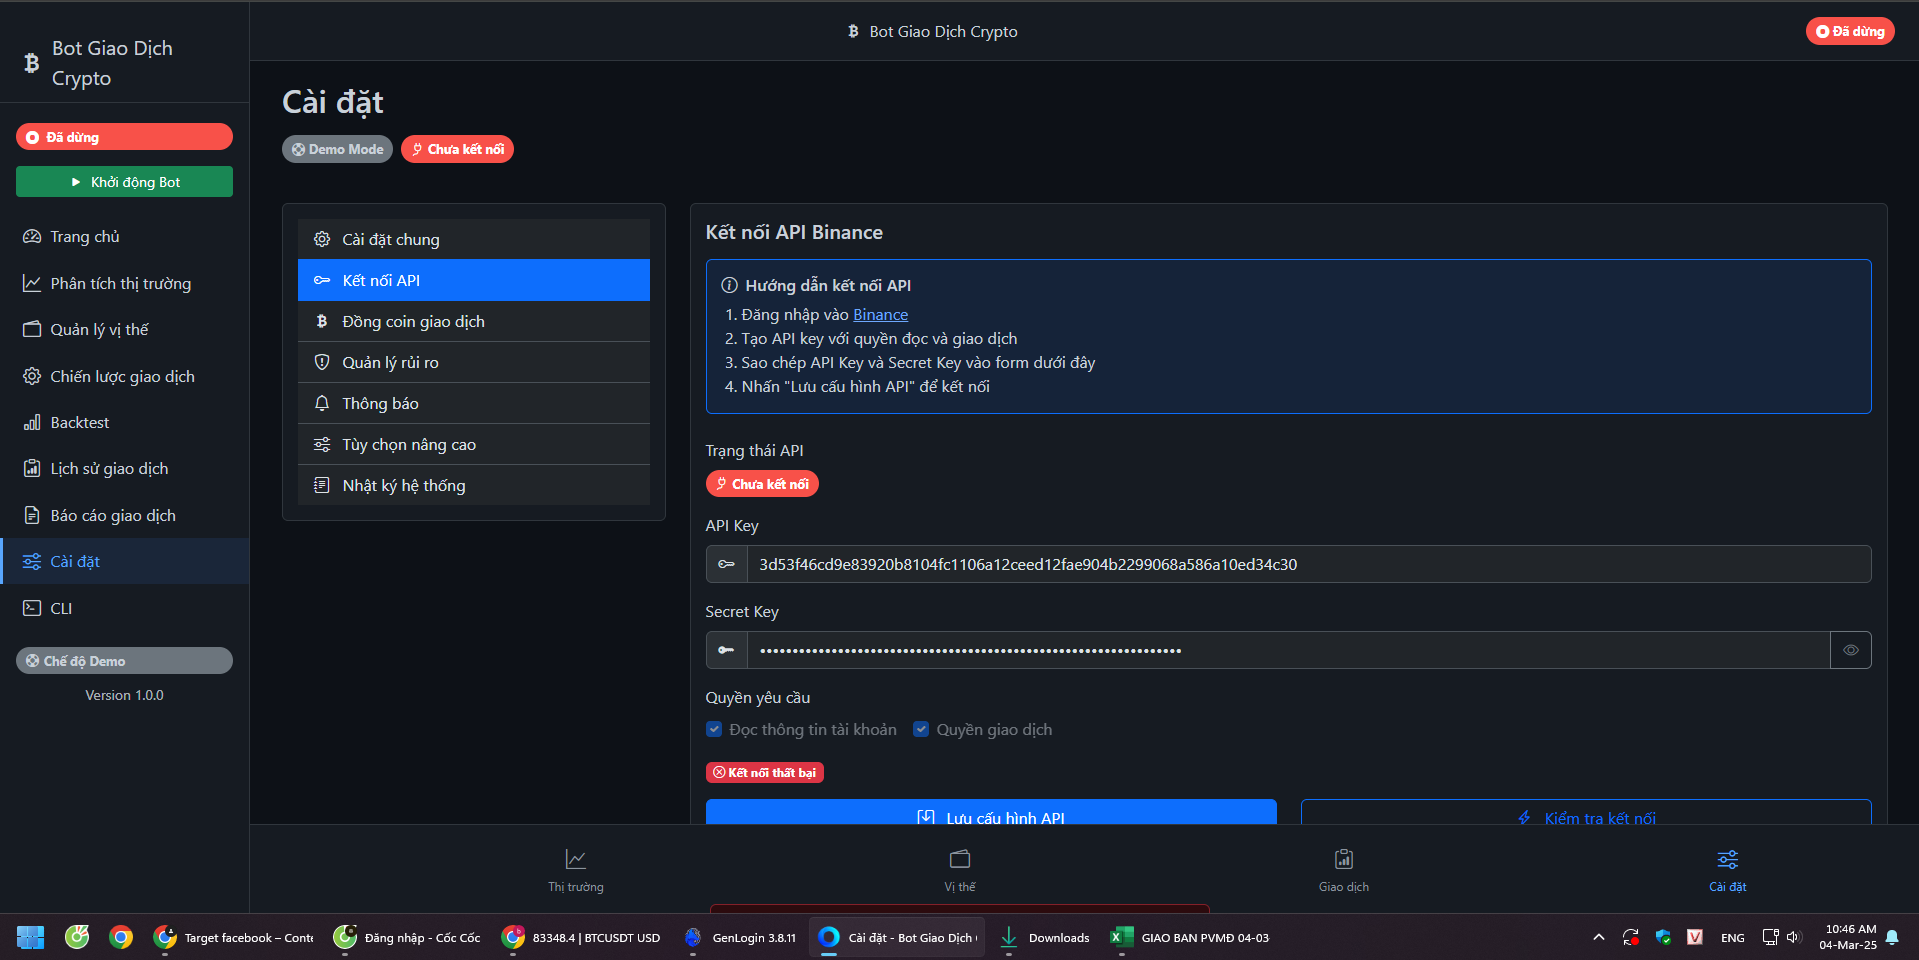 Bot Giao Dịch
Crypto
Đã dừng
Khởi động Bot
Trang chủ
Phân tích thị trường
Quản lý vị thế
Chiến lược giao dịch
Backtest
Lịch sử giao dịch
Báo cáo giao dịch
Cài đặt
CLI
Chế độ Demo
Version 1.0.0
Bot Giao Dịch Crypto
Đã dừng
Cài đặt
Demo Mode
Chưa kết nối
Cài đặt chung
Kết nối API
Đồng coin giao dịch
Quản lý rủi ro
Thông báo
Tùy chọn nâng cao
Nhật ký hệ thống
Kết nối API Binance
Hướng dẫn kết nối API
1. Đăng nhập vào Binance
2. Tạo API key với quyền đọc và giao dịch
3. Sao chép API Key và Secret Key vào form dưới đây
4. Nhấn "Lưu cấu hình API" để kết nối
Trạng thái API
Chưa kết nối
API Key
3d53f46cd9e83920b8104fc1106a12ceed12fae904b2299068a586a10ed34c30
Secret Key
Quyền yêu cầu
Đọc thông tin tài khoản Quyền giao dịch
Kết nối thất bại
Lưu cấu hình API
Kiểm tra kết nối
Thị trường
Vị thế
Giao dịch
Cài đặt
Target facebook – Conte
Đăng nhập - Cốc Cốc
83348.4 | BTCUSDT USD
GenLogin 3.8.11
Cài đặt - Bot Giao Dịch
Downloads
GIAO BAN PVMĐ 04-03
ENG
10:46 AM
04-Mar-25